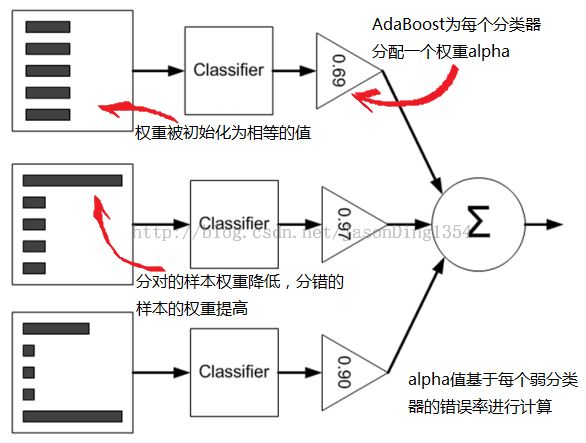 AdaBoost为每个分类器
分配一个权重alpha
Classifier
0.69
权重被初始化为相等的值
Classifier
0.97
Σ
http://blog.csdn.net/JasonDing1354
分对的样本权重降低，分错的
样本的权重提高
Classifier
0.90
alpha值基于每个弱分类
器的错误率进行计算